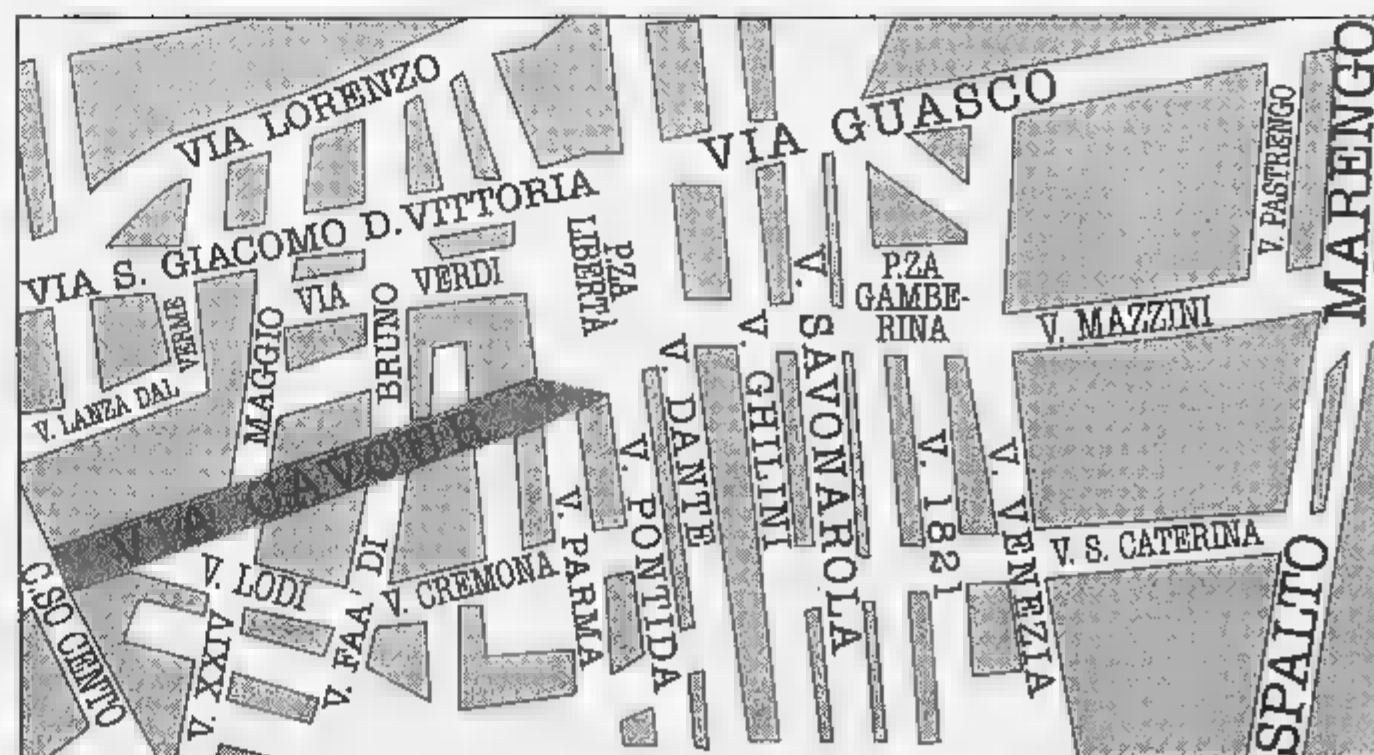 VIA LORENZO
VIA GUASCO
V. PASTRENGO
MARENGO
VIA S. GIACOMO D. VITTORIA
P.ZA
LIBERTA
V. SAVONAROLA
P.ZA
GAMBE-
RINA
VIA VERDI
V. MAZZINI
V. LANZA DAL VERME
MAGGIO
BRUNO
V. DANTE
V. GHILINI
VIA CAVOUR
V. PONTIDA
V. 1821
V. VENEZIA
V. PARMA
V. S. CATERINA
C.SO CENTO
V. LODI
V. CREMONA
V. XXIV
V. FAA DI
SPALTO